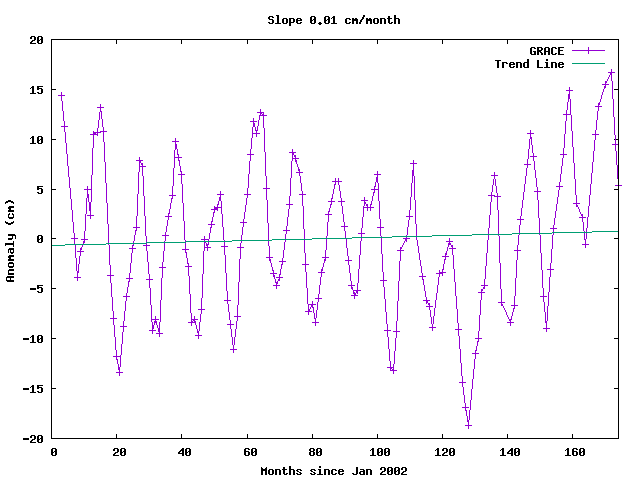 Slope 0.01 cm/month
GRACE
Trend Line
20
15
10
5
0
-5
-10
-15
-20
Anomaly (cm)
0 20 40 60 80 100 120 140 160
Months since Jan 2002